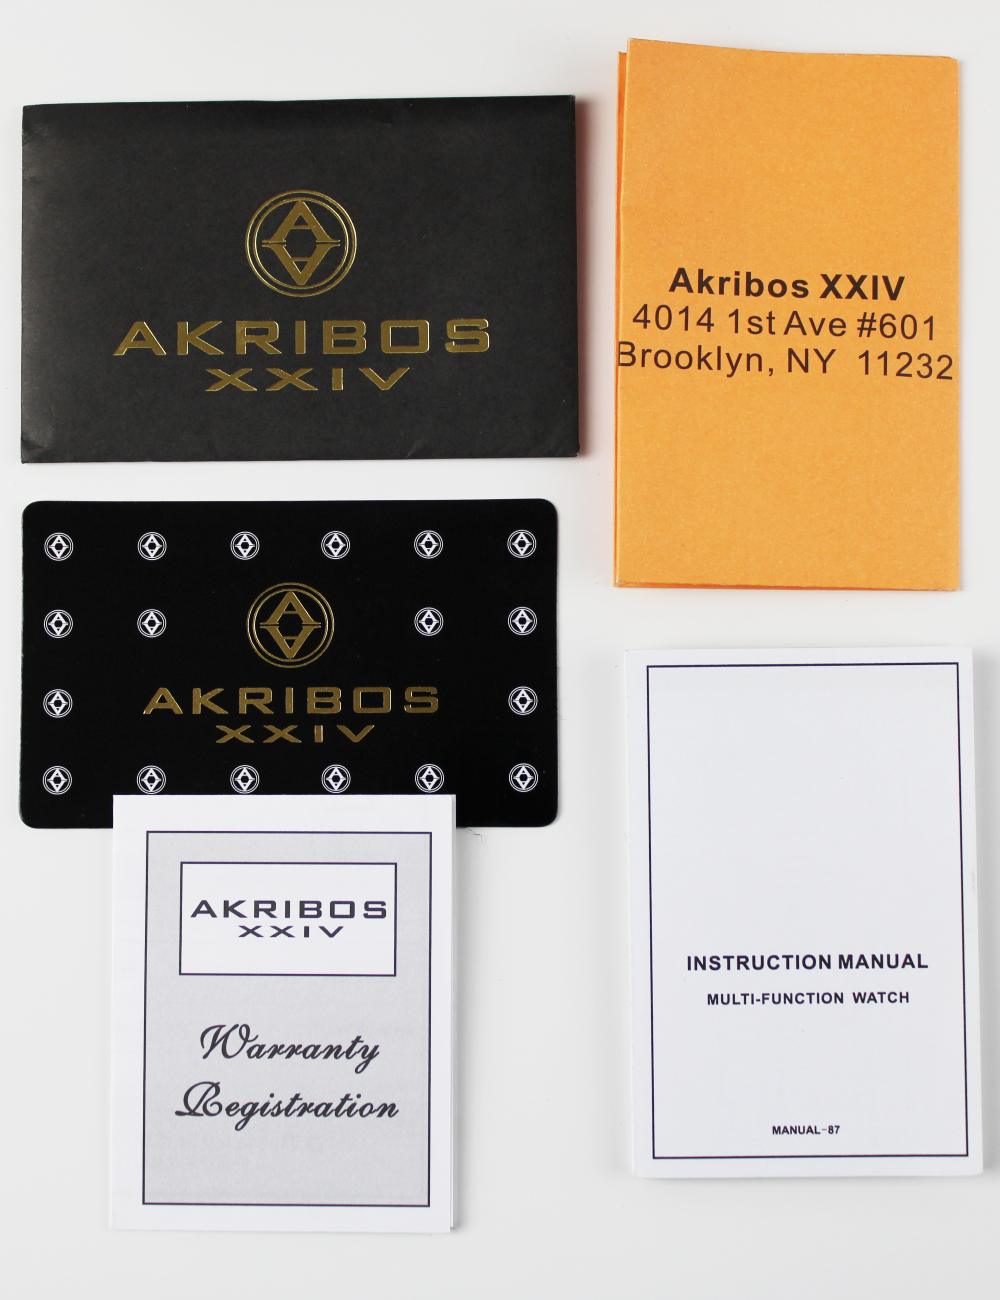 AKRIBOS
XXIV
Akribos XXIV
4014 1st Ave #601
Brooklyn, NY 11232
AKRIBOS
XXIV
AKRIBOS
XXIV
Warranty
Registration
INSTRUCTION MANUAL
MULTI-FUNCTION WATCH
MANUAL-87